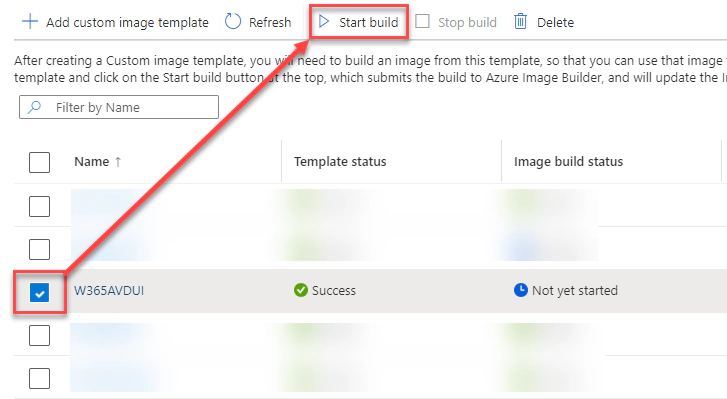 Add custom image template Refresh Start build Stop build Delete
After creating a Custom image template, you will need to build an image from this template, so that you can use that image
template and click on the Start build button at the top, which submits the build to Azure Image Builder, and will update the I
Filter by Name
Name ↑ Template status Image build status
W365AVDUI Success Not yet started